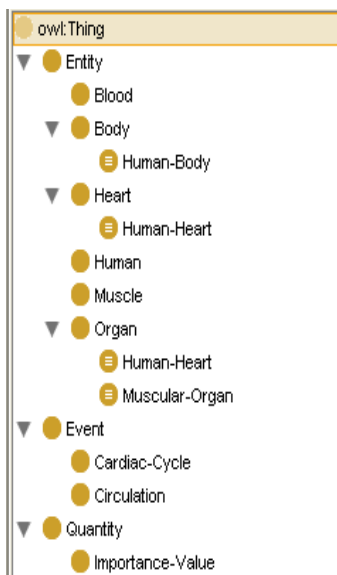 owl:Thing
Entity
Blood
Body
Human-Body
Heart
Human-Heart
Human
Muscle
Organ
Human-Heart
Muscular-Organ
Event
Cardiac-Cycle
Circulation
Quantity
Importance-Value